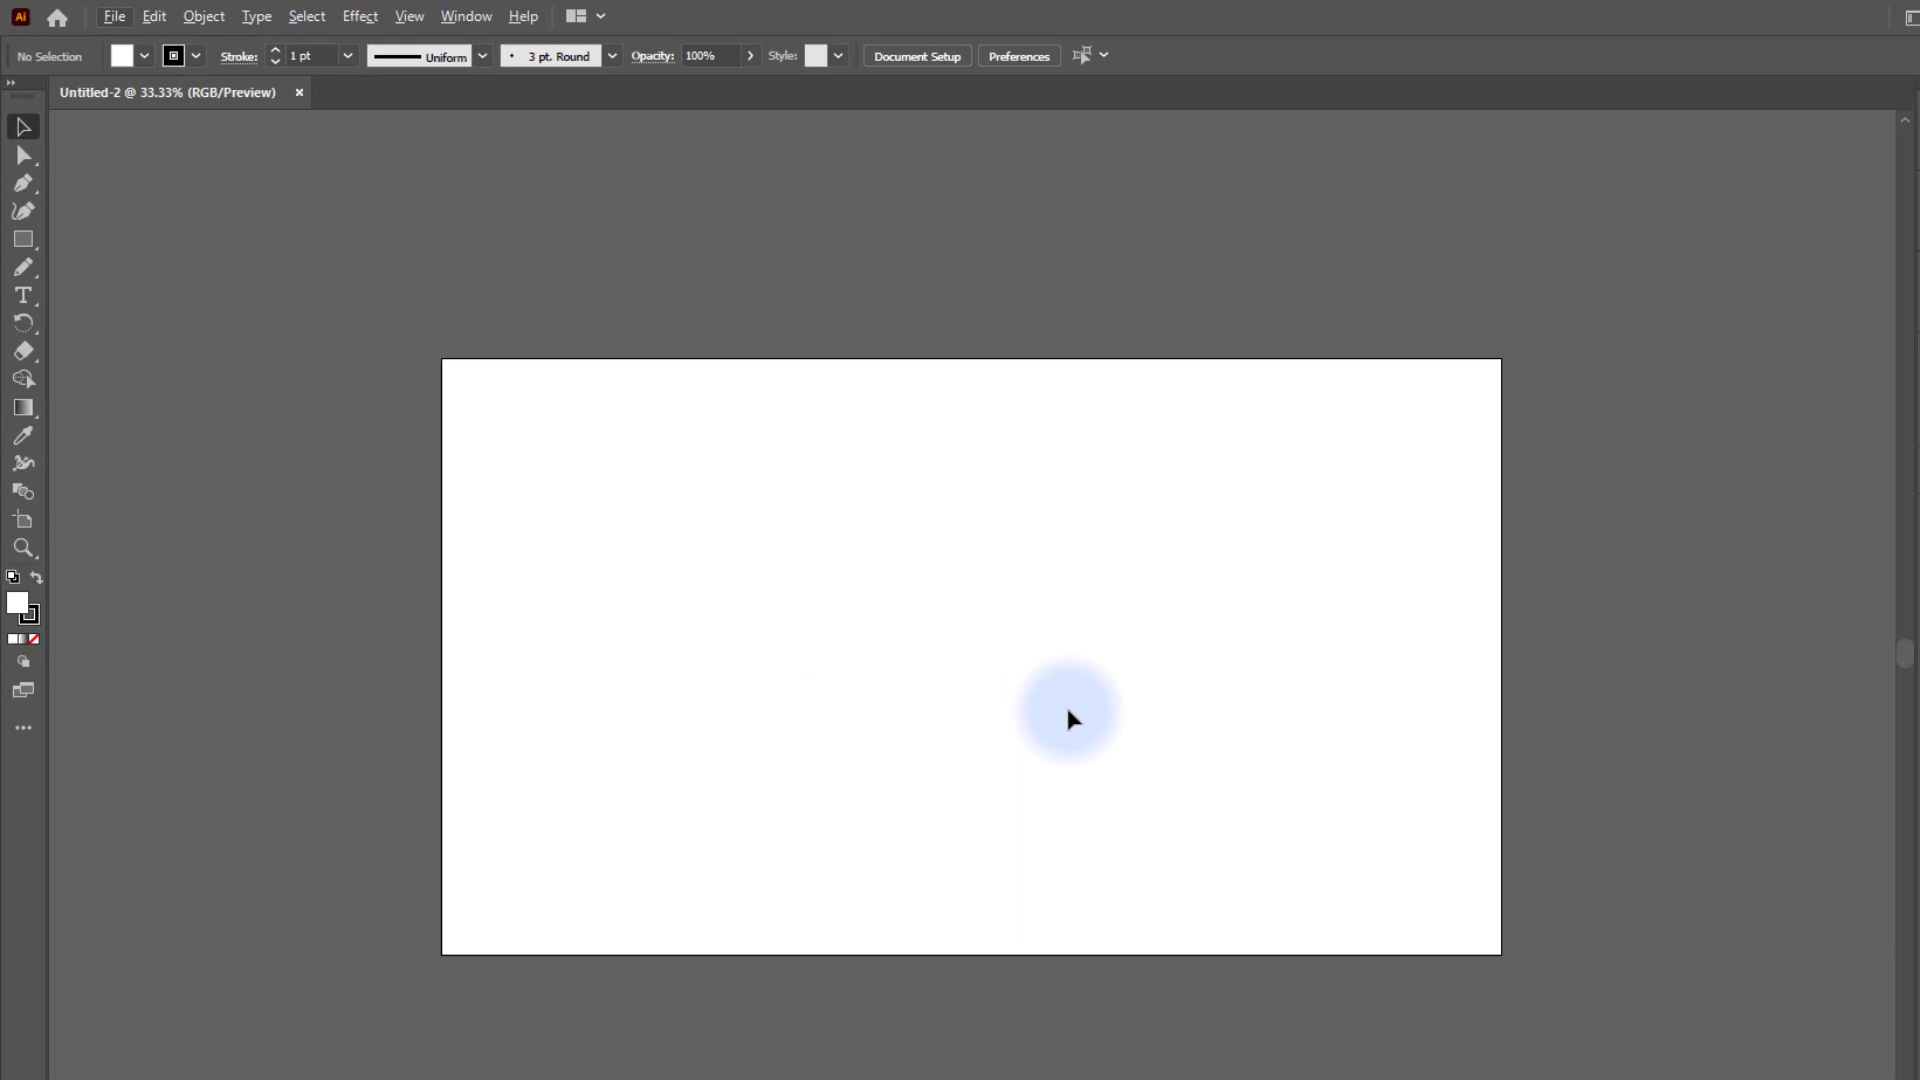 Ai File Edit Object Type Select Effect View Window Help
No Selection Stroke: 1 pt Uniform 3 pt. Round Opacity: 100% Style: Document Setup Preferences
Untitled-2 @ 33.33% (RGB/Preview) ×